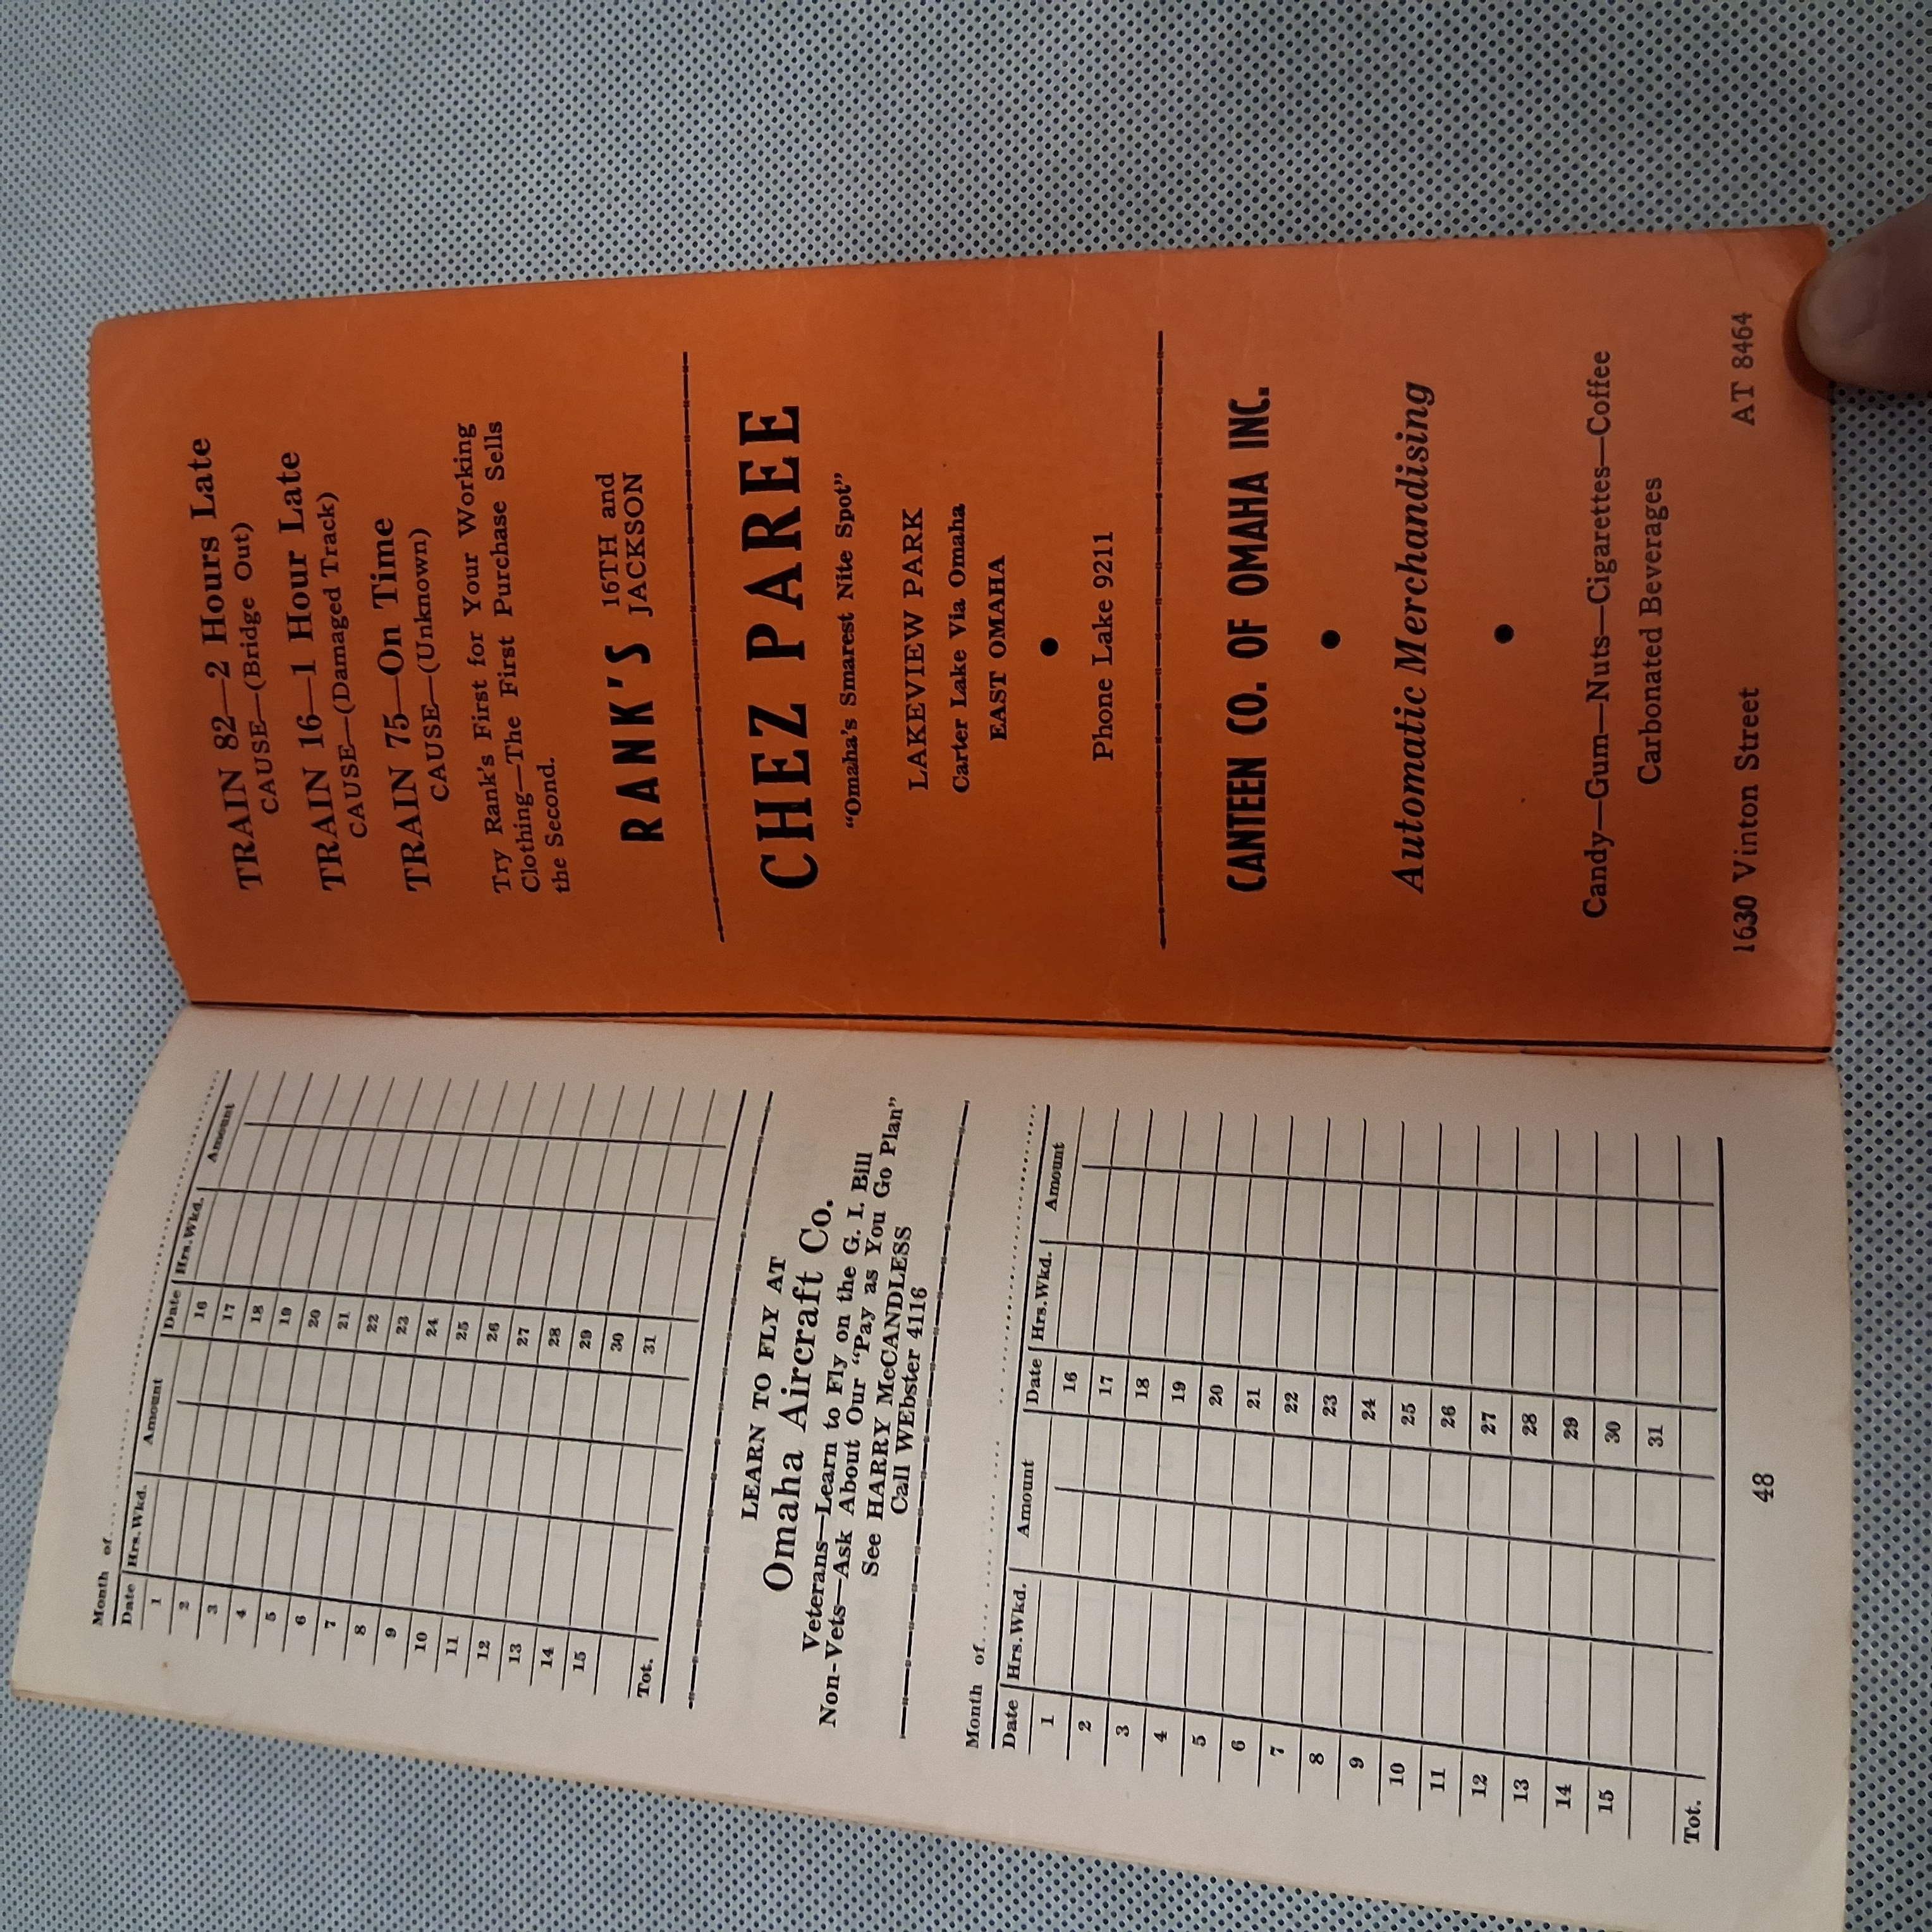 Month of
Date Hrs.Wkd. Amount Date Hrs.Wkd. Amount
1 16
2 17
3 18
4 19
5 20
6 21
7 22
8 23
9 24
10 25
11 26
12 27
13 28
14 29
15 30
31
Tot.
LEARN TO FLY AT
Omaha Aircraft Co.
Veterans—Learn to Fly on the G. I. Bill
Non-Vets—Ask About Our "Pay as You Go Plan"
See HARRY McCANDLESS
Call WEbster 4116
Month of
Date Hrs.Wkd. Amount Date Hrs.Wkd. Amount
1 16
2 17
3 18
4 19
5 20
6 21
7 22
8 23
9 24
10 25
11 26
12 27
13 28
14 29
15 30
31
Tot.
48
TRAIN 82—2 Hours Late
CAUSE—(Bridge Out)
TRAIN 16—1 Hour Late
CAUSE—(Damaged Track)
TRAIN 75—On Time
CAUSE—(Unknown)
Try Rank's First for Your Working
Clothing—The First Purchase Sells
the Second.
RANK'S 16TH and
JACKSON
CHEZ PAREE
"Omaha's Smarest Nite Spot"
LAKEVIEW PARK
Carter Lake Via Omaha
EAST OMAHA
Phone Lake 9211
CANTEEN CO. OF OMAHA INC.
Automatic Merchandising
Candy—Gum—Nuts—Cigarettes—Coffee
Carbonated Beverages
1630 Vinton Street AT 8464